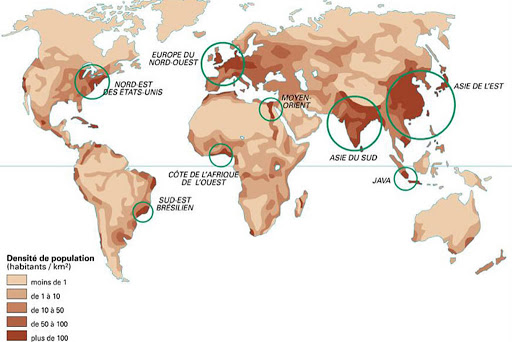 EUROPE DU
NORD-OUEST
NORD-EST
DES ÉTATS-UNIS
MOYEN-
ORIENT
ASIE DE L'EST
ASIE DU SUD
CÔTE DE L'AFRIQUE
DE L'OUEST
JAVA
SUD-EST
BRÉSILIEN
Densité de population
(habitants / km²)
moins de 1
de 1 à 10
de 10 à 50
de 50 à 100
plus de 100